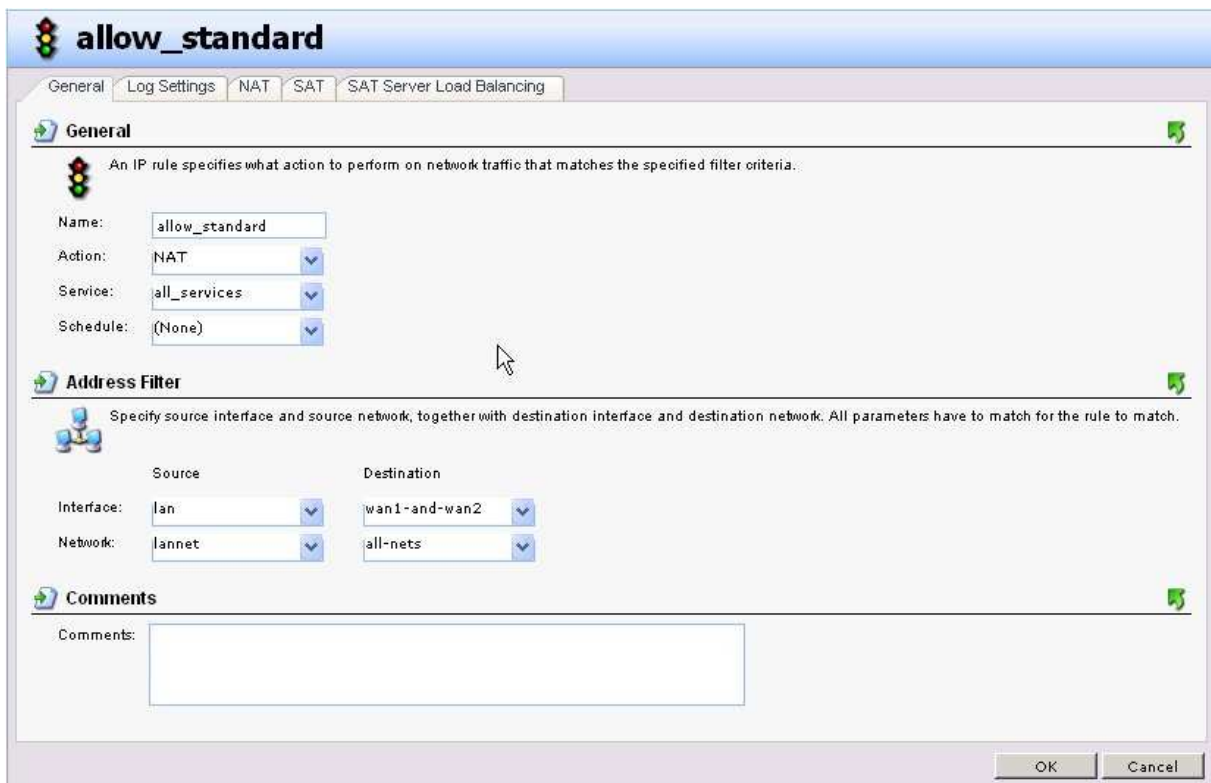 allow_standard
General Log Settings NAT SAT SAT Server Load Balancing
General
An IP rule specifies what action to perform on network traffic that matches the specified filter criteria.
Name: allow_standard
Action: NAT
Service: all_services
Schedule: (None)
Address Filter
Specify source interface and source network, together with destination interface and destination network. All parameters have to match for the rule to match.
Source Destination
Interface: lan wan1-and-wan2
Network: lannet all-nets
Comments
Comments:
OK Cancel